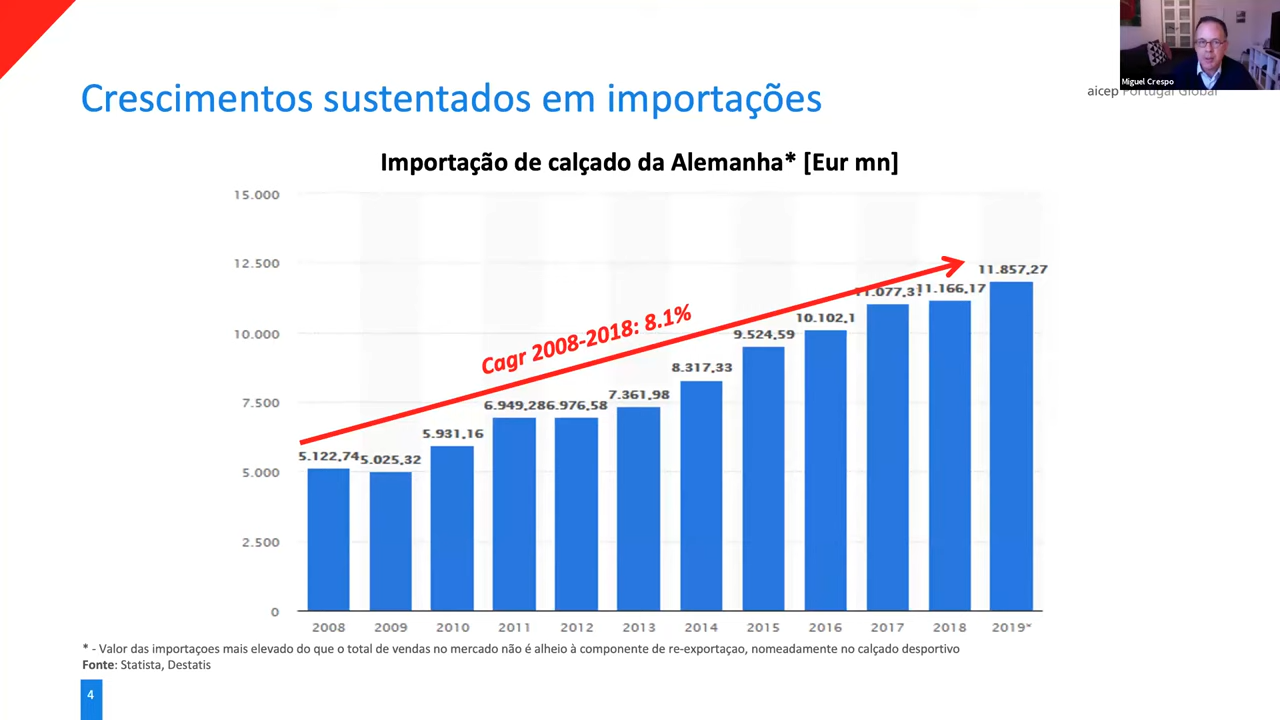 Miguel Crespo
aicep Portugal Global
Crescimentos sustentados em importações
Importação de calçado da Alemanha* [Eur mn]
15.000
12.500
10.000
7.500
5.000
2.500
0
Cagr 2008-2018: 8.1%
5.122,74
5.025,32
5.931,16
6.949,28
6.976,58
7.361,98
8.317,33
9.524,59
10.102,1
11.077,3
11.166,17
11.857,27
2008 2009 2010 2011 2012 2013 2014 2015 2016 2017 2018 2019*
* - Valor das importaçoes mais elevado do que o total de vendas no mercado não é alheio à componente de re-exportaçao, nomeadamente no calçado desportivo
Fonte: Statista, Destatis
4